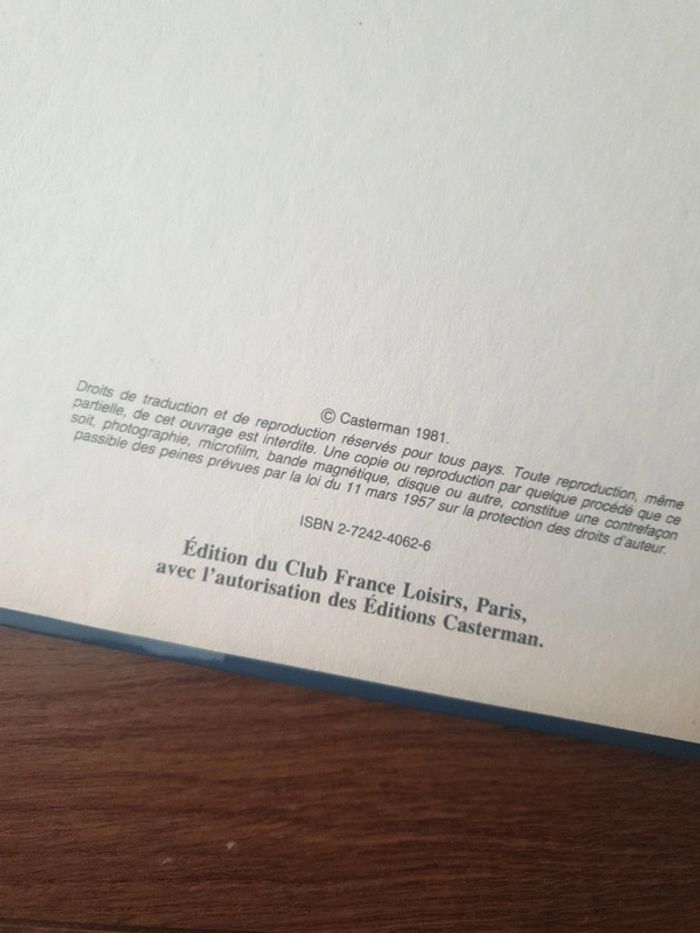 © Casterman 1981.
Droits de traduction et de reproduction réservés pour tous pays. Toute reproduction, même
partielle, de cet ouvrage est interdite. Une copie ou reproduction par quelque procédé que ce
soit, photographie, microfilm, bande magnétique, disque ou autre, constitue une contrefaçon
passible des peines prévues par la loi du 11 mars 1957 sur la protection des droits d'auteur.
ISBN 2-7242-4062-6
Édition du Club France Loisirs, Paris,
avec l'autorisation des Éditions Casterman.